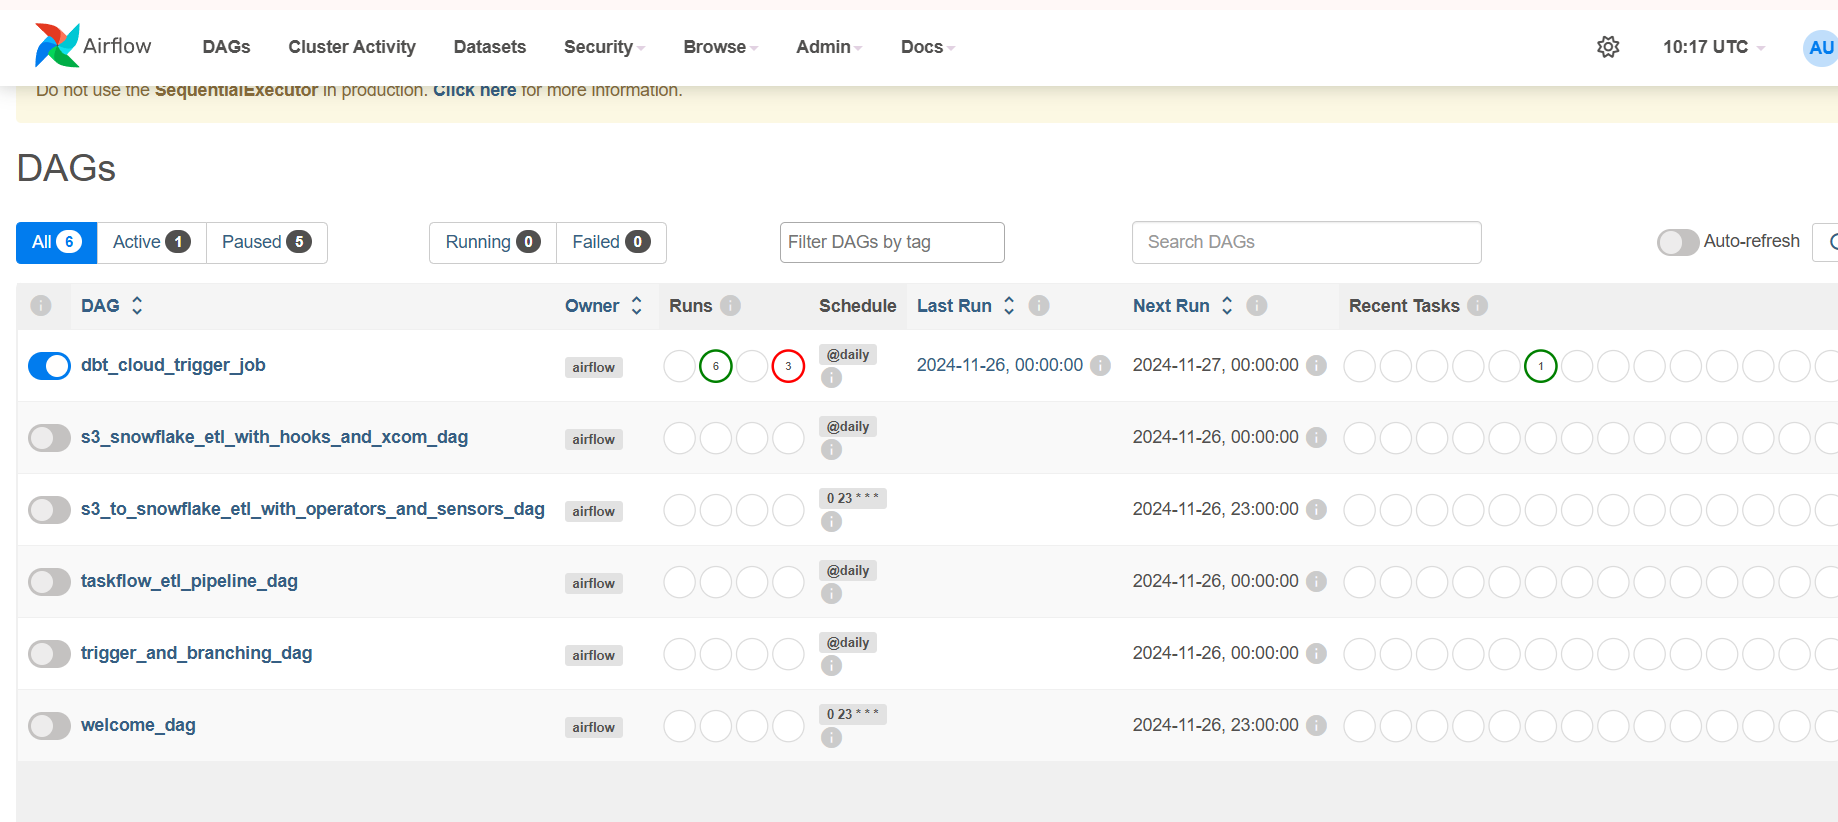 Airflow DAGs Cluster Activity Datasets Security Browse Admin Docs 10:17 UTC AU
Do not use the SequentialExecutor in production. Click here for more information.
DAGs
All 6 Active 1 Paused 5 Running 0 Failed 0 Filter DAGs by tag Search DAGs Auto-refresh
DAG Owner Runs Schedule Last Run Next Run Recent Tasks
dbt_cloud_trigger_job airflow 6 3 @daily 2024-11-26, 00:00:00 2024-11-27, 00:00:00 1
s3_snowflake_etl_with_hooks_and_xcom_dag airflow @daily 2024-11-26, 00:00:00
s3_to_snowflake_etl_with_operators_and_sensors_dag airflow 0 23 * * * 2024-11-26, 23:00:00
taskflow_etl_pipeline_dag airflow @daily 2024-11-26, 00:00:00
trigger_and_branching_dag airflow @daily 2024-11-26, 00:00:00
welcome_dag airflow 0 23 * * * 2024-11-26, 23:00:00